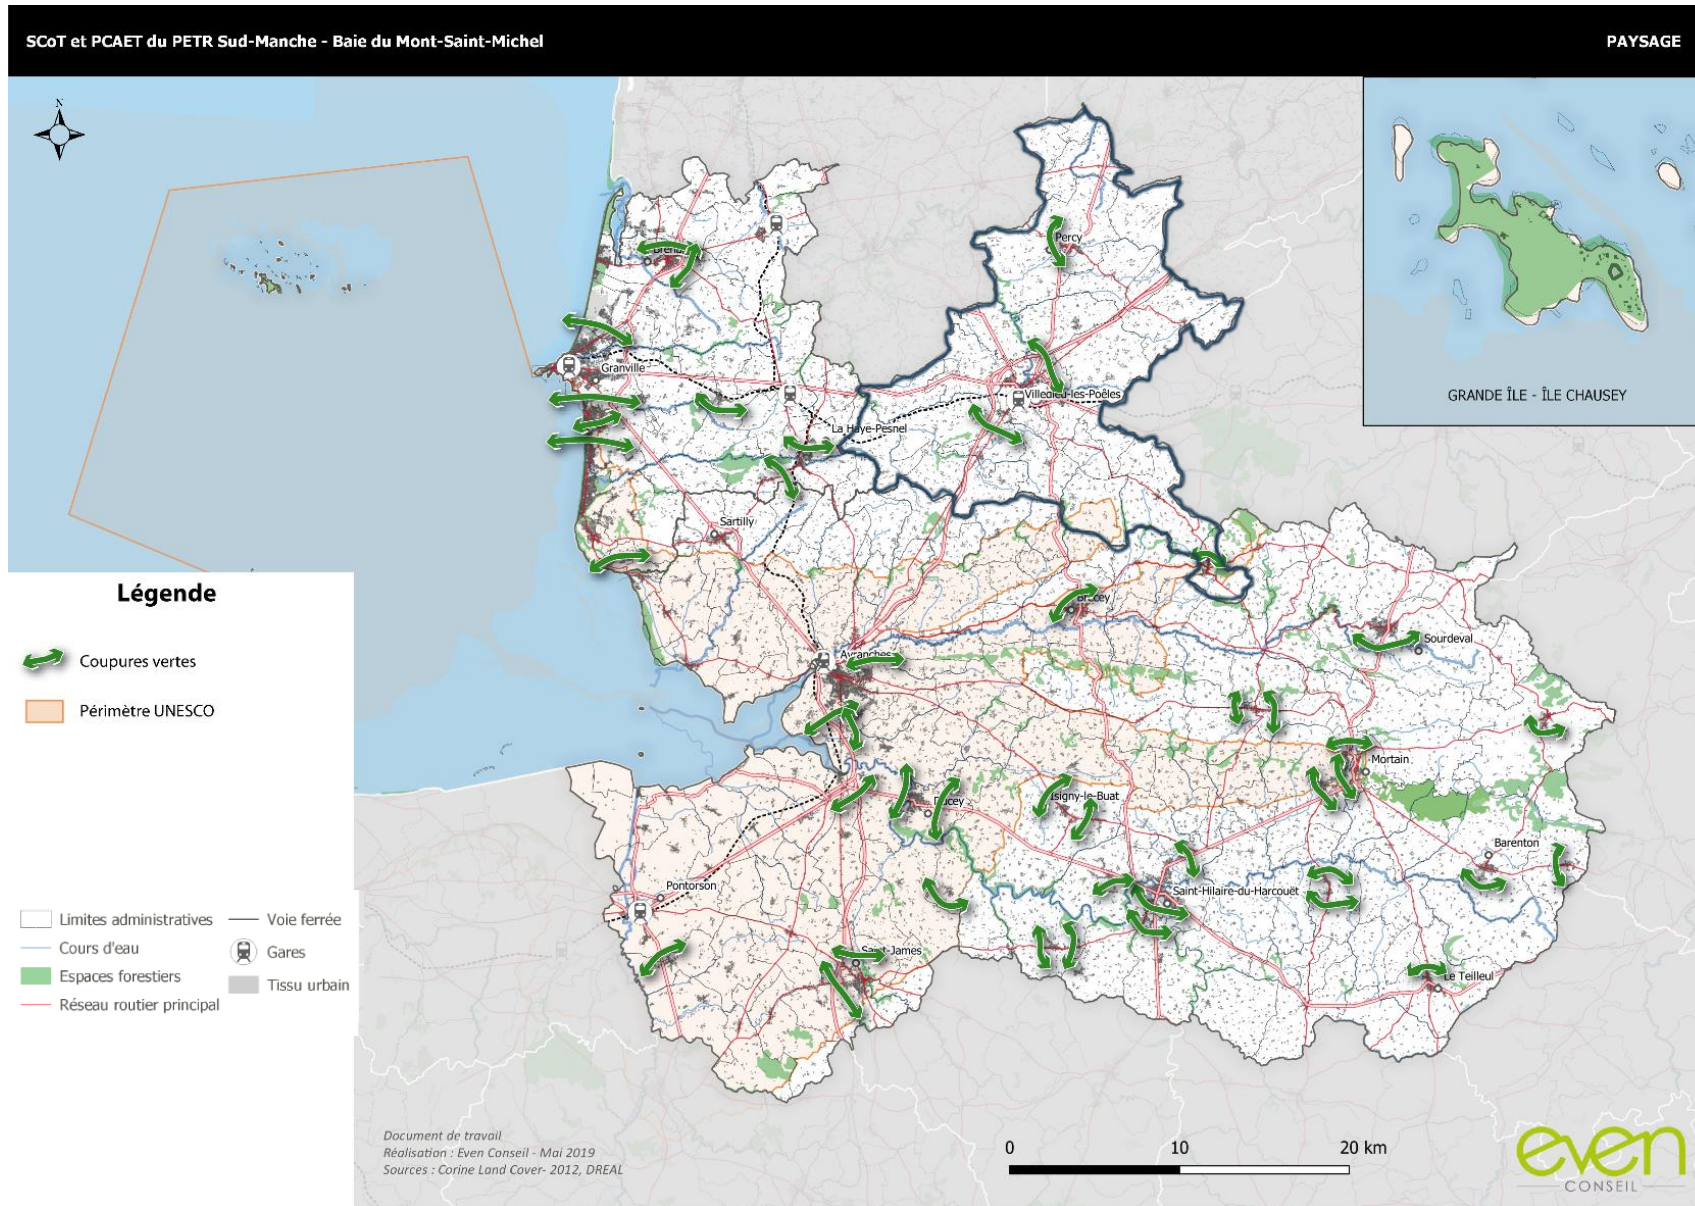 SCoT et PCAET du PETR Sud-Manche - Baie du Mont-Saint-Michel
PAYSAGE
N
GRANDE ÎLE - ÎLE CHAUSEY
Percy
Granville
Villedieu-les-Poêles
La Haye-Pesnel
Sartilly
Brécey
Sourdeval
Avranches
Mortain
Isigny-le-Buat
Ducey
Barenton
Pontorson
Saint-Hilaire-du-Harcouët
Saint-James
Le Teilleul
Légende
Coupures vertes
Périmètre UNESCO
Limites administratives
Voie ferrée
Cours d'eau
Gares
Espaces forestiers
Tissu urbain
Réseau routier principal
Document de travail
Réalisation : Even Conseil - Mai 2019
Sources : Corine Land Cover- 2012, DREAL
0 10 20 km
even
CONSEIL